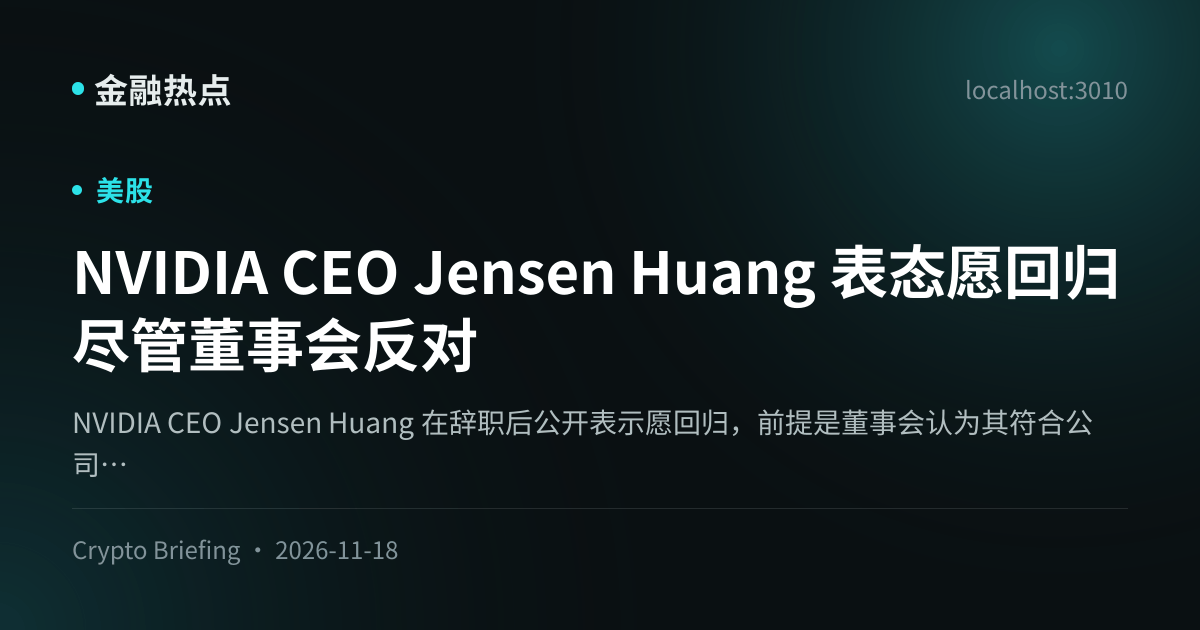 金融热点
localhost:3010
美股
NVIDIA CEO Jensen Huang 表态愿回归
尽管董事会反对
NVIDIA CEO Jensen Huang 在辞职后公开表示愿回归，前提是董事会认为其符合公
司…
Crypto Briefing · 2026-11-18